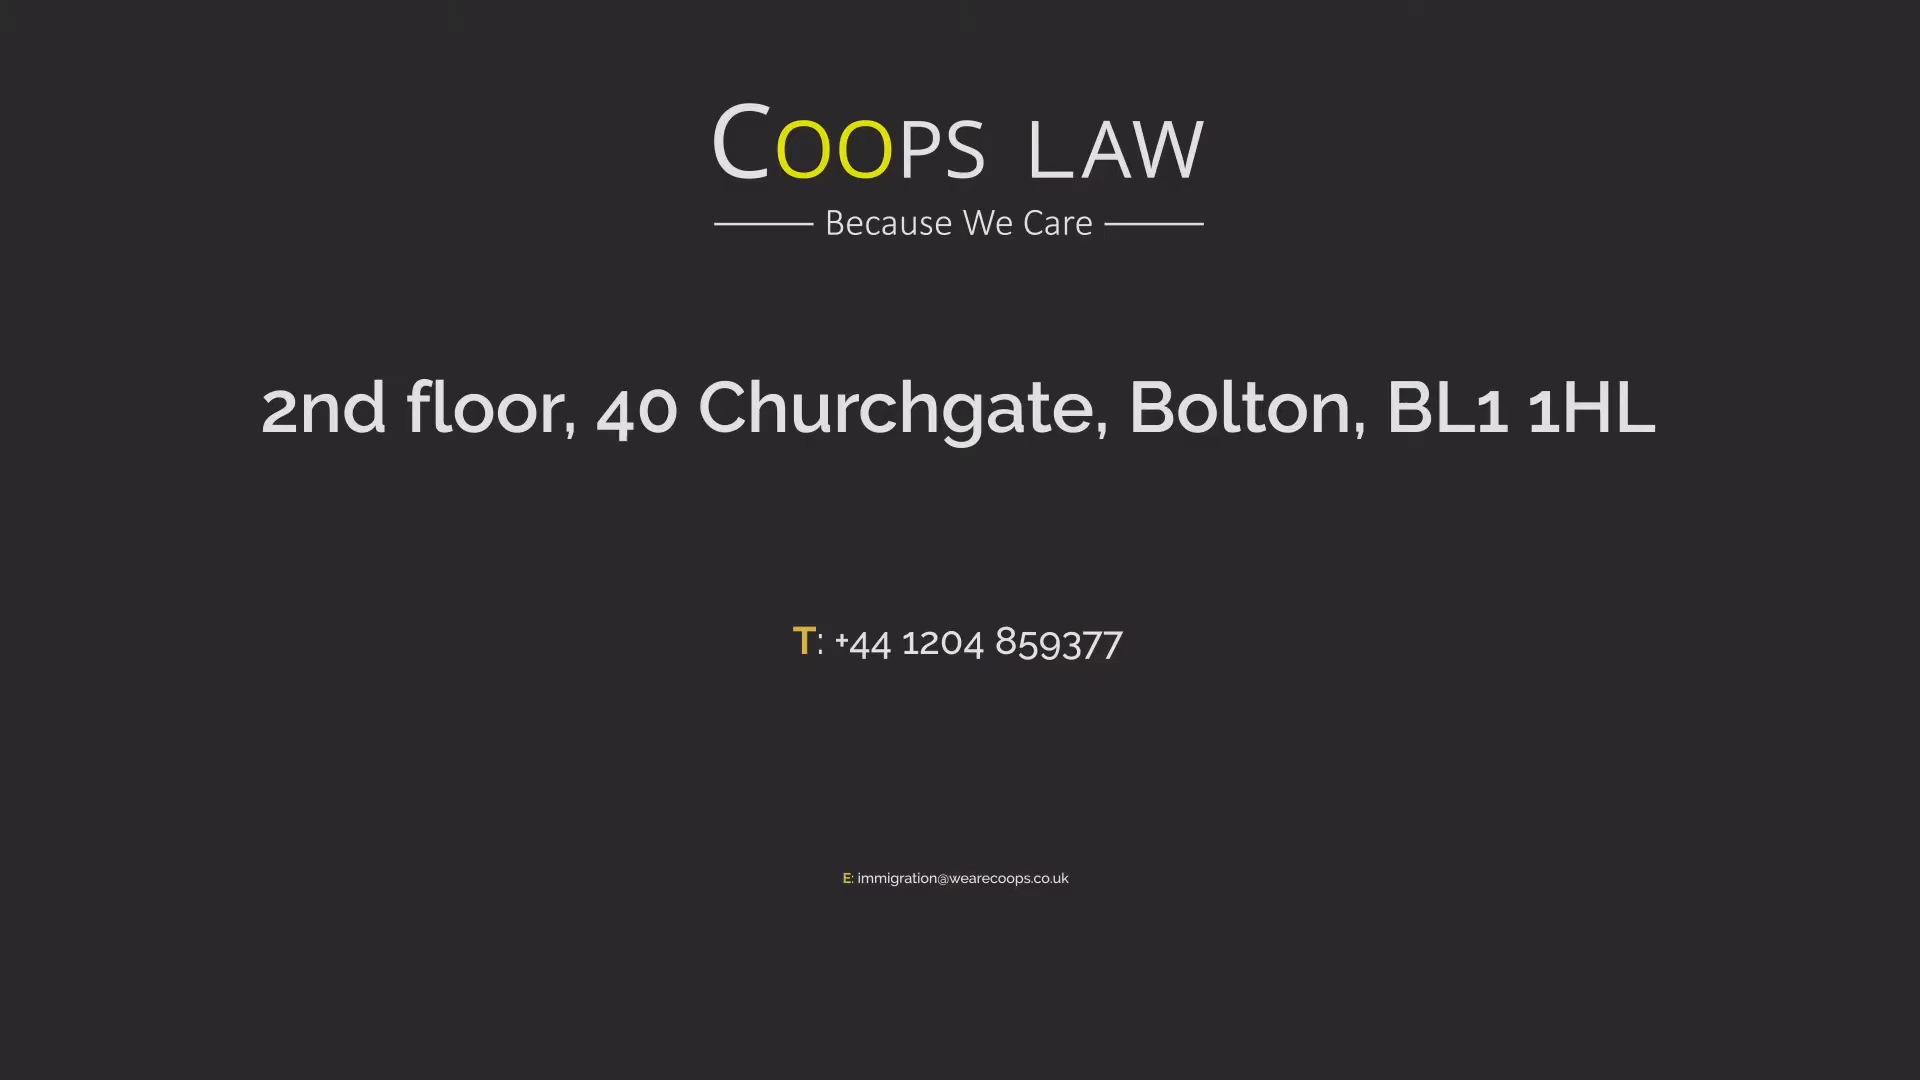 COOPS LAW
Because We Care
2nd floor, 40 Churchgate, Bolton, BL1 1HL
T: +44 1204 859377
E: immigration@wearecoops.co.uk